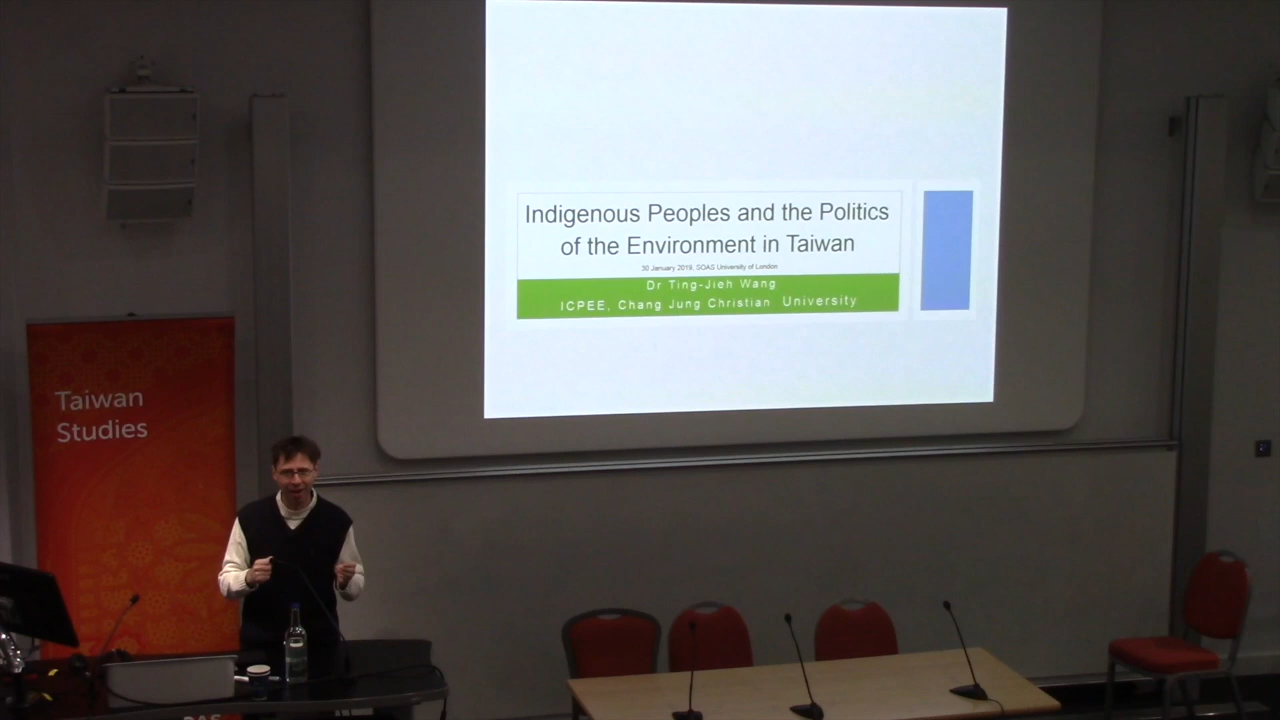 Indigenous Peoples and the Politics
of the Environment in Taiwan
30 January 2019, SOAS University of London
Dr Ting-Jieh Wang
ICPEE, Chang Jung Christian University
Taiwan
Studies